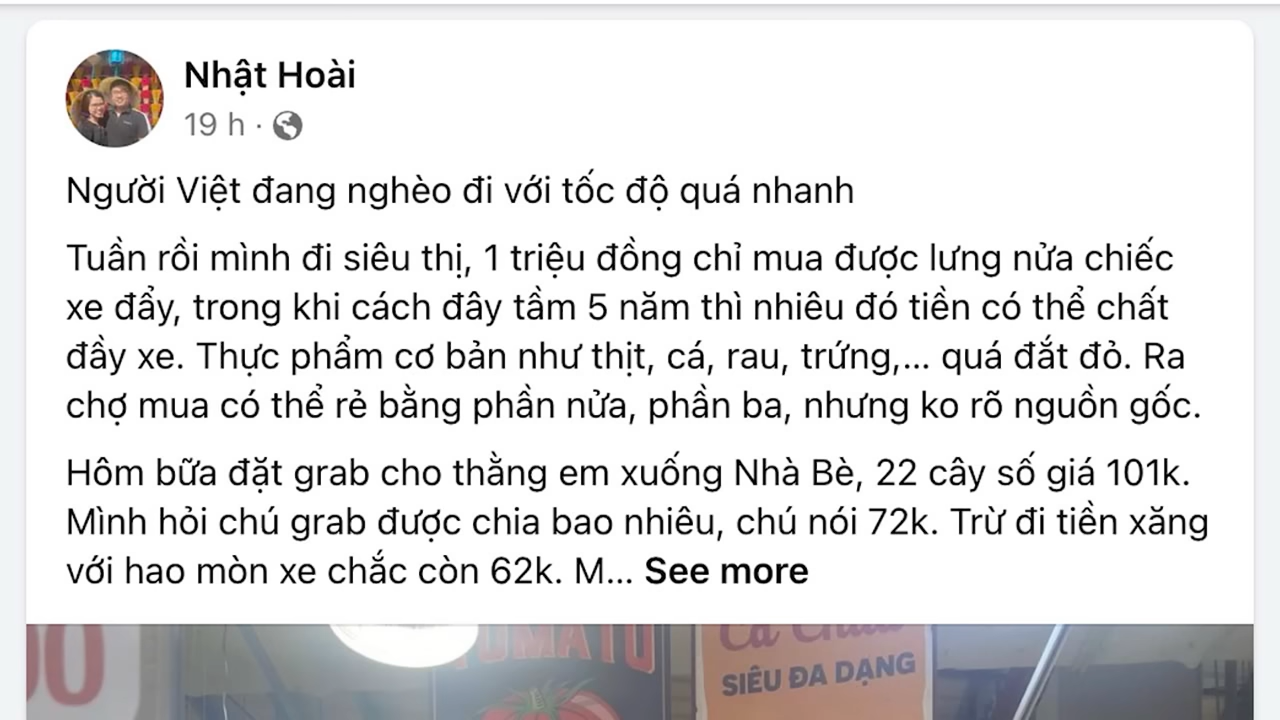 Nhật Hoài
19 h ·
Người Việt đang nghèo đi với tốc độ quá nhanh
Tuần rồi mình đi siêu thị, 1 triệu đồng chỉ mua được lưng nửa chiếc
xe đẩy, trong khi cách đây tầm 5 năm thì nhiêu đó tiền có thể chất
đầy xe. Thực phẩm cơ bản như thịt, cá, rau, trứng,... quá đắt đỏ. Ra
chợ mua có thể rẻ bằng phần nửa, phần ba, nhưng ko rõ nguồn gốc.
Hôm bữa đặt grab cho thằng em xuống Nhà Bè, 22 cây số giá 101k.
Mình hỏi chú grab được chia bao nhiêu, chú nói 72k. Trừ đi tiền xăng
với hao mòn xe chắc còn 62k. M... See more
TOMATO
Cà Chua
SIÊU ĐA DẠNG